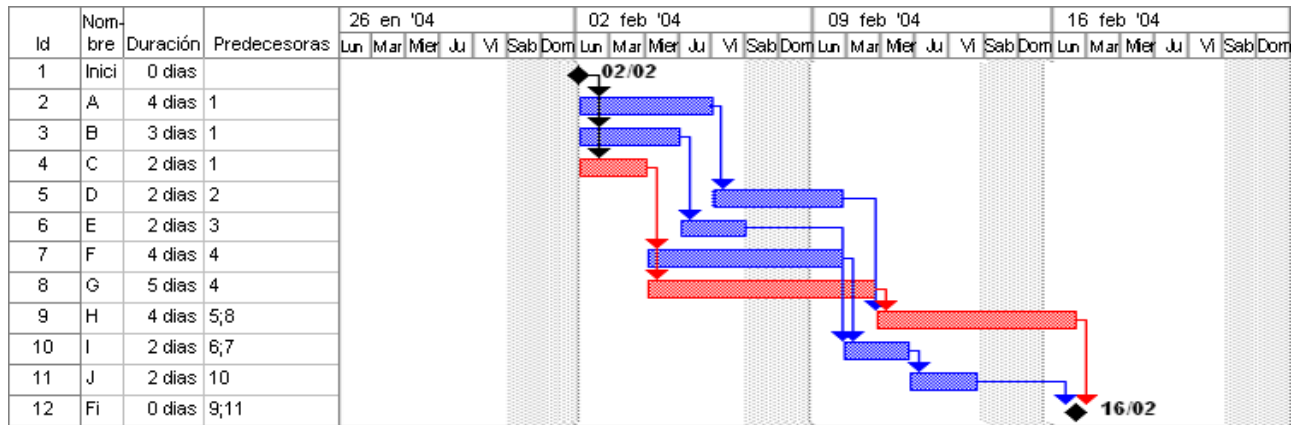 26 en '04 02 feb '04 09 feb '04 16 feb '04
Id Nom-bre Duración Predecesoras Lun Mar Mier Ju Vi Sab Dom Lun Mar Mier Ju Vi Sab Dom Lun Mar Mier Ju Vi Sab Dom Lun Mar Mier Ju Vi Sab Dom
1 Inici 0 dias 02/02
2 A 4 dias 1
3 B 3 dias 1
4 C 2 dias 1
5 D 2 dias 2
6 E 2 dias 3
7 F 4 dias 4
8 G 5 dias 4
9 H 4 dias 5;8
10 I 2 dias 6;7
11 J 2 dias 10
12 Fi 0 dias 9;11 16/02